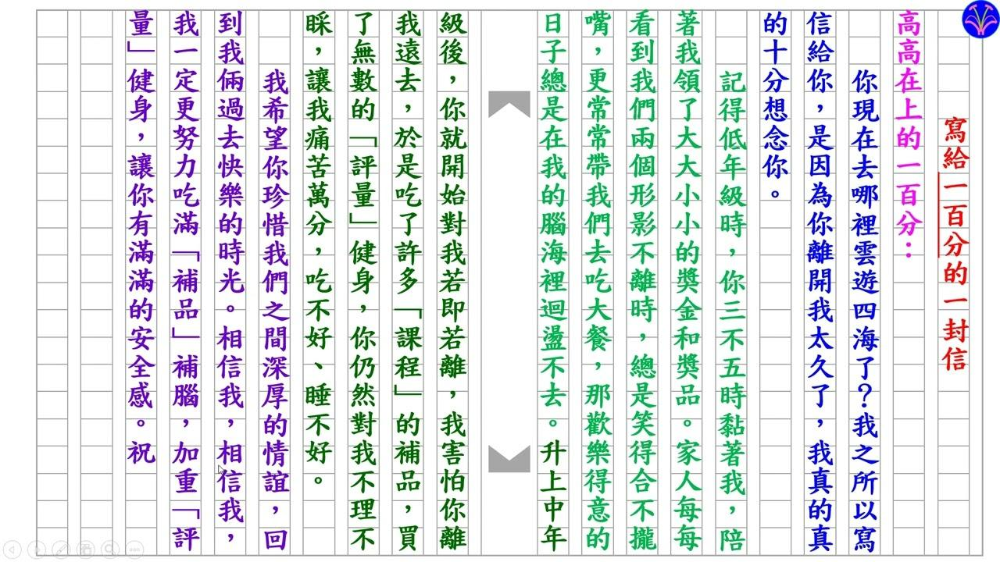 寫給一百分的一封信
高高在上的一百分：
你現在去哪裡雲遊四海了？我之所以寫
信給你，是因為你離開我太久了，我真的真
的十分想念你。
記得低年級時，你三不五時黏著我，陪
著我領了大大小小的獎金和獎品。家人每每
看到我們兩個形影不離時，總是笑得合不攏
嘴，更常常帶我們去吃大餐，那歡樂得意的
日子總是在我的腦海裡迴盪不去。升上中年
級後，你就開始對我若即若離，我害怕你離
我遠去，於是吃了許多「課程」的補品，買
了無數的「評量」健身，你仍然對我不理不
睬，讓我痛苦萬分，吃不好、睡不好。
我希望你珍惜我們之間深厚的情誼，回
到我倆過去快樂的時光。相信我，相信我，
我一定更努力吃滿「補品」補腦，加重「評
量」健身，讓你有滿滿的安全感。祝